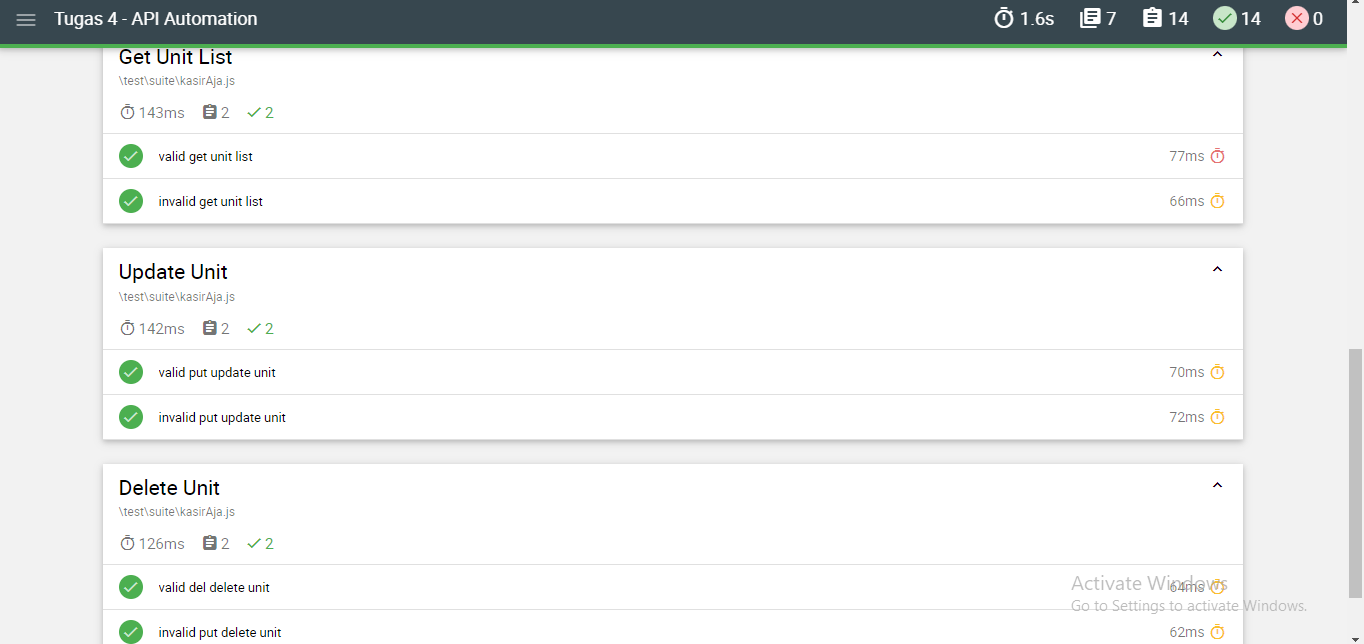 Tugas 4 - API Automation 1.6s 7 14 14 0
Get Unit List
\test\suite\kasirAja.js
143ms 2 2
valid get unit list 77ms
invalid get unit list 66ms
Update Unit
\test\suite\kasirAja.js
142ms 2 2
valid put update unit 70ms
invalid put update unit 72ms
Delete Unit
\test\suite\kasirAja.js
126ms 2 2
valid del delete unit 64ms
Activate Windows
Go to Settings to activate Windows.
invalid put delete unit 62ms